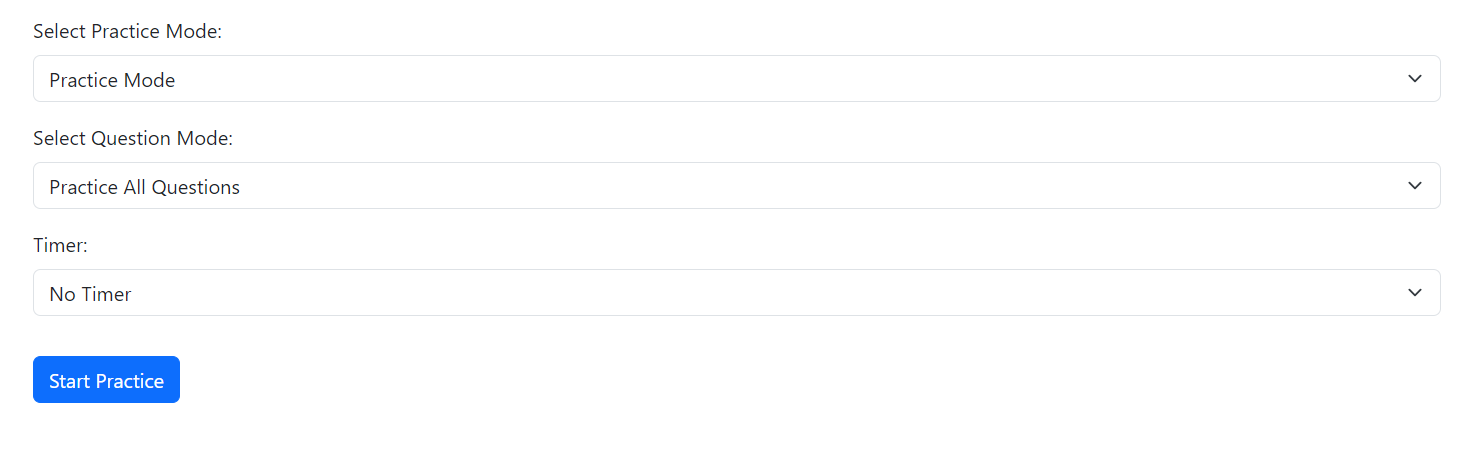 Select Practice Mode:
Practice Mode
Select Question Mode:
Practice All Questions
Timer:
No Timer
Start Practice